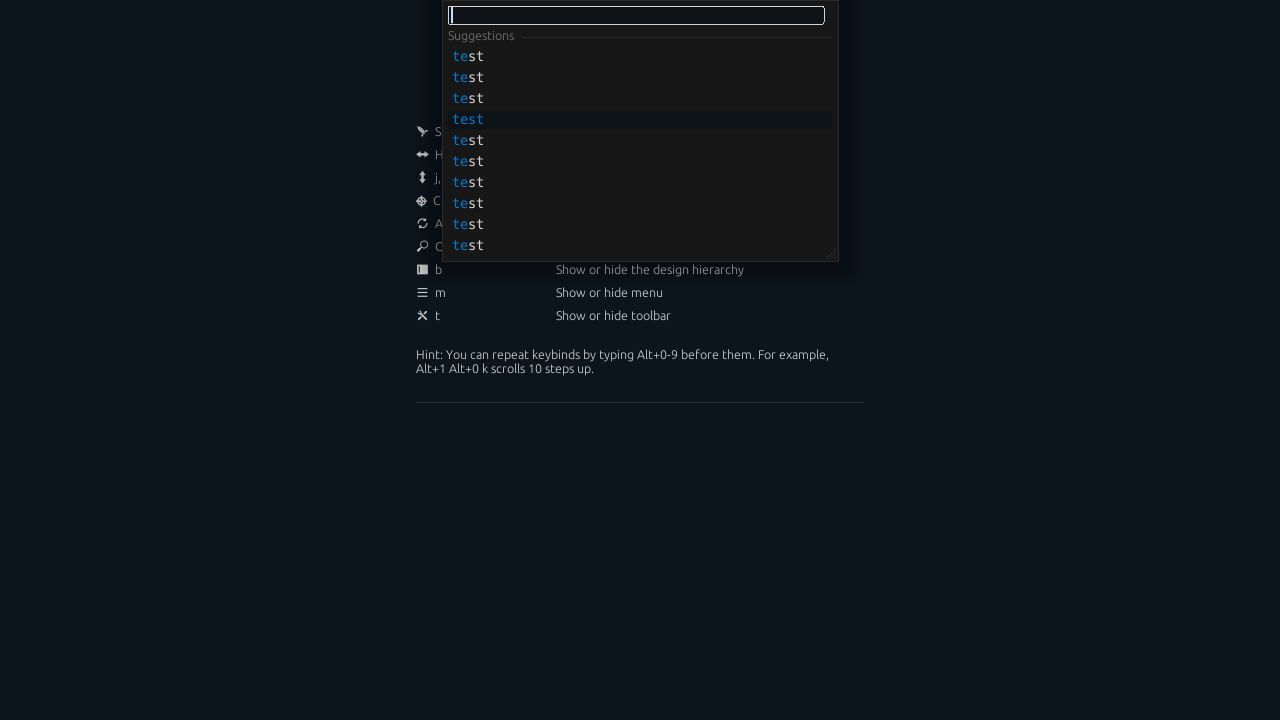 Suggestions
test
test
test
test
test
test
test
test
test
test
S
H
j,
C
A
C
b Show or hide the design hierarchy
m Show or hide menu
t Show or hide toolbar
Hint: You can repeat keybinds by typing Alt+0-9 before them. For example,
Alt+1 Alt+0 k scrolls 10 steps up.